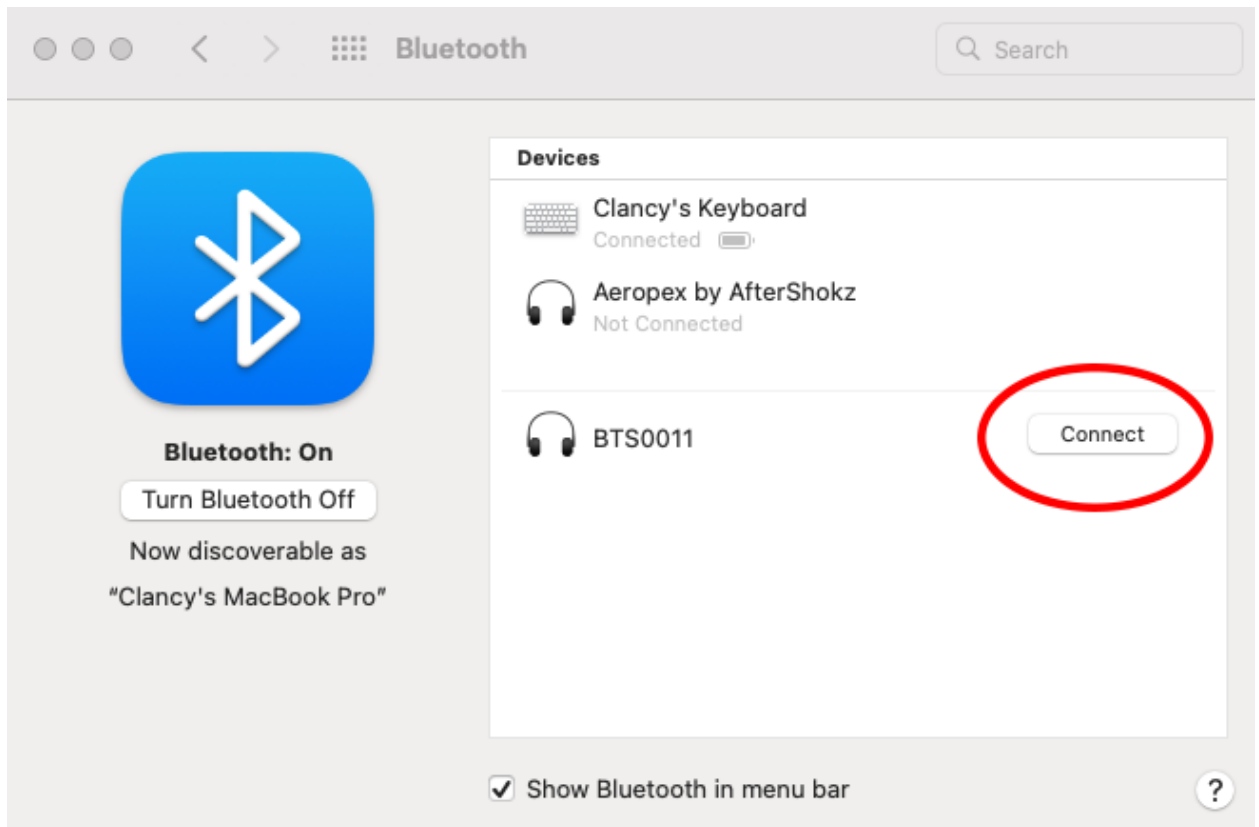 Bluetooth
Search
Bluetooth: On
Turn Bluetooth Off
Now discoverable as
"Clancy's MacBook Pro"
Devices
Clancy's Keyboard
Connected
Aeropex by AfterShokz
Not Connected
BTS0011
Connect
Show Bluetooth in menu bar
?